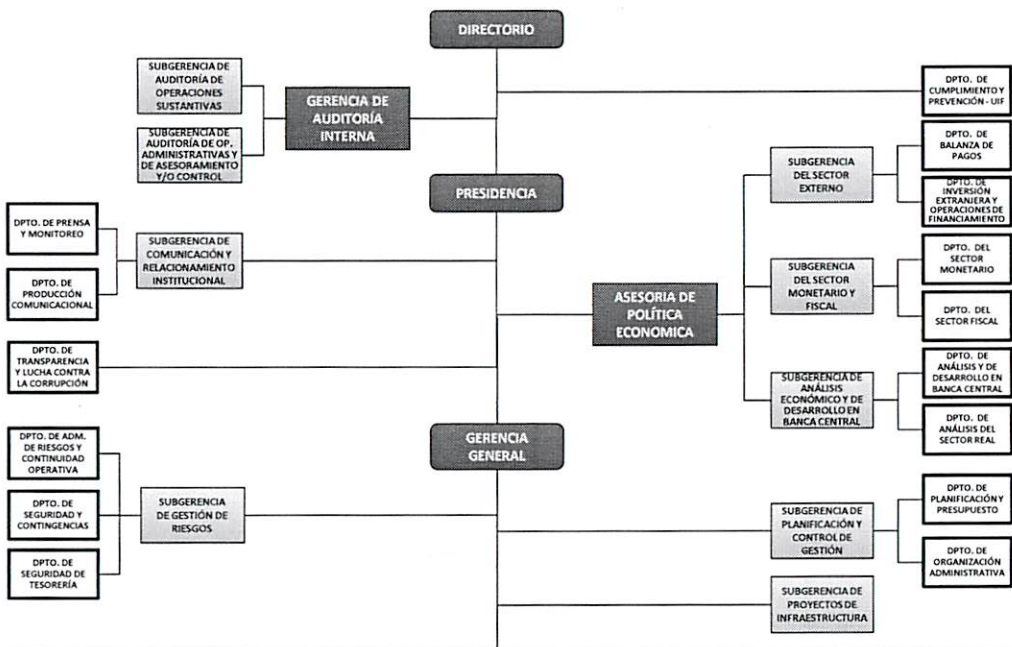 DIRECTORIO
SUBGERENCIA DE
AUDITORÍA DE
OPERACIONES
SUSTANTIVAS
GERENCIA DE
AUDITORÍA
INTERNA
SUBGERENCIA DE
AUDITORÍA DE OP.
ADMINISTRATIVAS Y
DE ASESORAMIENTO
Y/O CONTROL
DPTO. DE
CUMPLIMIENTO Y
PREVENCIÓN - UIF
PRESIDENCIA
SUBGERENCIA
DEL SECTOR
EXTERNO
DPTO. DE
BALANZA DE
PAGOS
DPTO. DE
INVERSIÓN
EXTRANJERA Y
OPERACIONES DE
FINANCIAMIENTO
DPTO. DE PRENSA
Y MONITOREO
DPTO. DE
PRODUCCIÓN
COMUNICACIONAL
SUBGERENCIA DE
COMUNICACIÓN Y
RELACIONAMIENTO
INSTITUCIONAL
ASESORIA DE
POLÍTICA
ECONOMICA
SUBGERENCIA
DEL SECTOR
MONETARIO Y
FISCAL
DPTO. DEL
SECTOR
MONETARIO
DPTO. DEL
SECTOR FISCAL
DPTO. DE
TRANSPARENCIA
Y LUCHA CONTRA
LA CORRUPCIÓN
SUBGERENCIA DE
ANÁLISIS
ECONÓMICO Y DE
DESARROLLO EN
BANCA CENTRAL
DPTO. DE
ANÁLISIS Y DE
DESARROLLO EN
BANCA CENTRAL
DPTO. DE
ANÁLISIS DEL
SECTOR REAL
GERENCIA
GENERAL
DPTO. DE ADM.
DE RIESGOS Y
CONTINUIDAD
OPERATIVA
DPTO. DE
SEGURIDAD Y
CONTINGENCIAS
DPTO. DE
SEGURIDAD DE
TESORERÍA
SUBGERENCIA
DE GESTIÓN DE
RIESGOS
SUBGERENCIA DE
PLANIFICACIÓN Y
CONTROL DE
GESTIÓN
DPTO. DE
PLANIFICACIÓN Y
PRESUPUESTO
DPTO. DE
ORGANIZACIÓN
ADMINISTRATIVA
SUBGERENCIA DE
PROYECTOS DE
INFRAESTRUCTURA